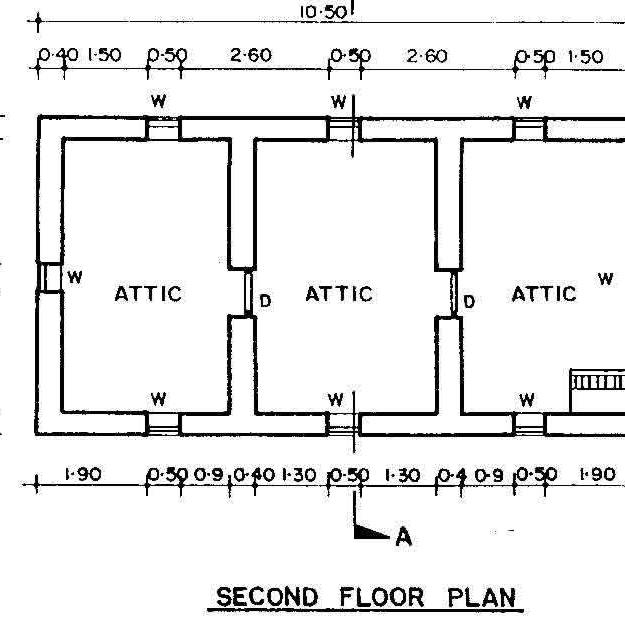 10·50
0·40 1·50 0·50 2·60 0·50 2·60 0·50 1·50
W W W
W ATTIC D ATTIC D ATTIC W
W W W
1·90 0·50 0·9 0·40 1·30 0·50 1·30 0·4 0·9 0·50 1·90
A
SECOND FLOOR PLAN